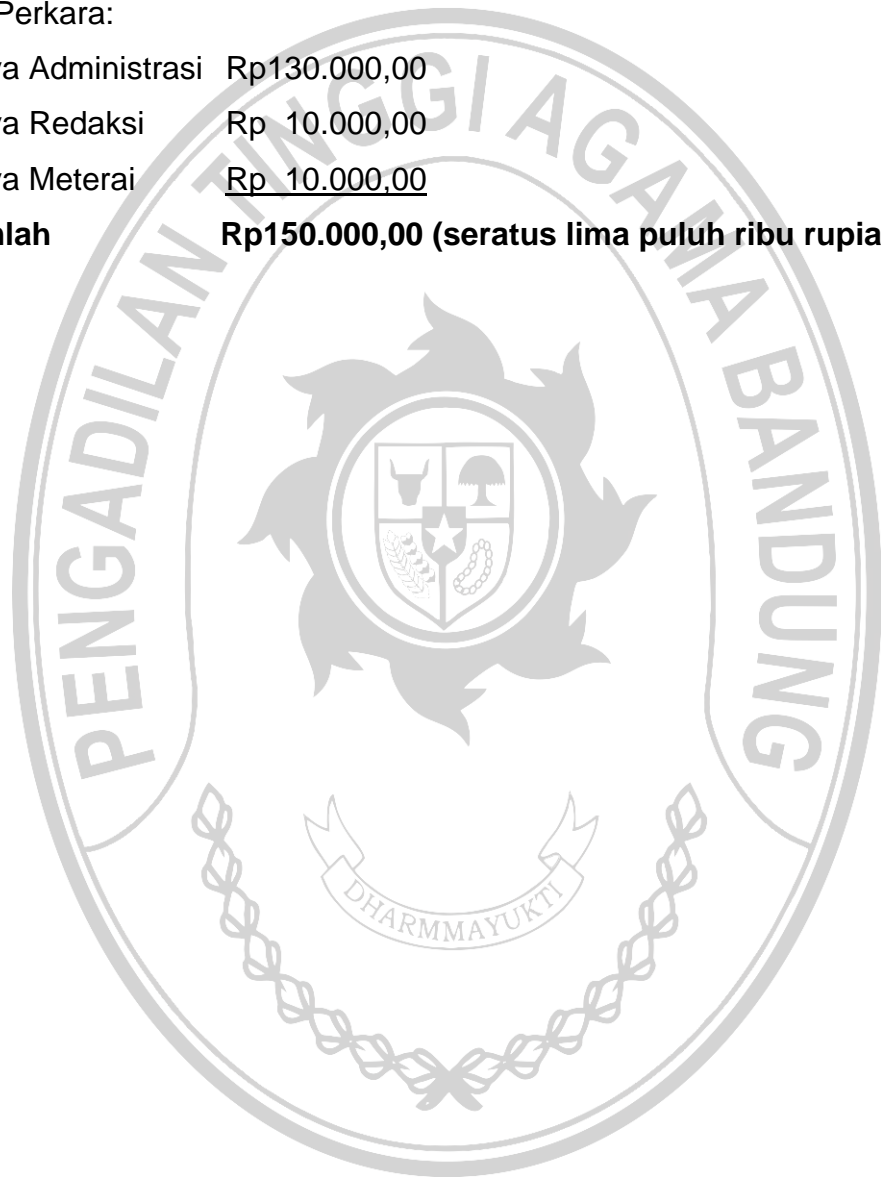 Perkara:
a Administrasi Rp130.000,00
a Redaksi Rp 10.000,00
a Meterai Rp 10.000,00
lah Rp150.000,00 (seratus lima puluh ribu rupia
PENGADILAN TINGGI AGAMA BANDUNG
DHARMMAYUKTI